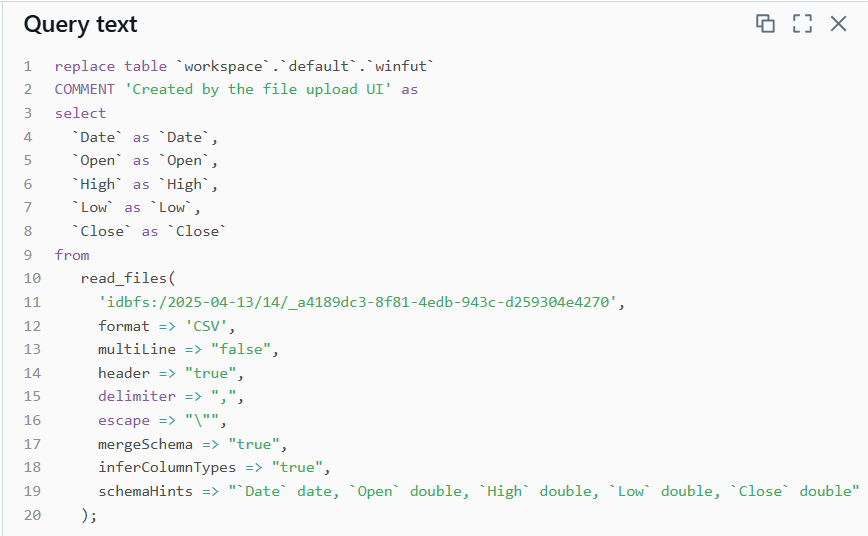 Query text
1 replace table `workspace`.`default`.`winfut`
2 COMMENT 'Created by the file upload UI' as
3 select
4 `Date` as `Date`,
5 `Open` as `Open`,
6 `High` as `High`,
7 `Low` as `Low`,
8 `Close` as `Close`
9 from
10 read_files(
11 'idbfs:/2025-04-13/14/_a4189dc3-8f81-4edb-943c-d259304e4270',
12 format => 'CSV',
13 multiLine => "false",
14 header => "true",
15 delimiter => ",",
16 escape => "\"",
17 mergeSchema => "true",
18 inferColumnTypes => "true",
19 schemaHints => "`Date` date, `Open` double, `High` double, `Low` double, `Close` double"
20 );